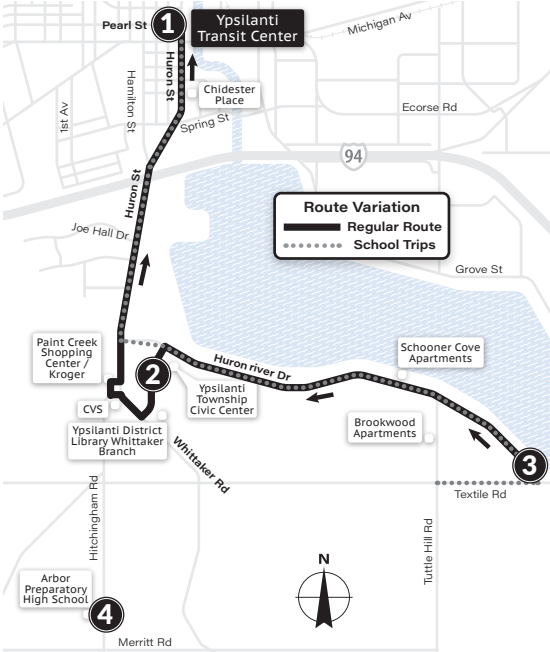 Pearl St
1
Ypsilanti
Transit Center
Michigan Av
Huron St
Hamilton St
1st Av
Chidester
Place
Spring St
Ecorse Rd
94
Huron St
Joe Hall Dr
Route Variation
Regular Route
School Trips
Grove St
Paint Creek
Shopping
Center /
Kroger
2
Huron river Dr
Schooner Cove
Apartments
CVS
Ypsilanti
Township
Civic Center
Ypsilanti District
Library Whittaker
Branch
Brookwood
Apartments
Whittaker Rd
3
Textile Rd
Hitchingham Rd
Tuttle Hill Rd
N
Arbor
Preparatory
High School
4
Merritt Rd